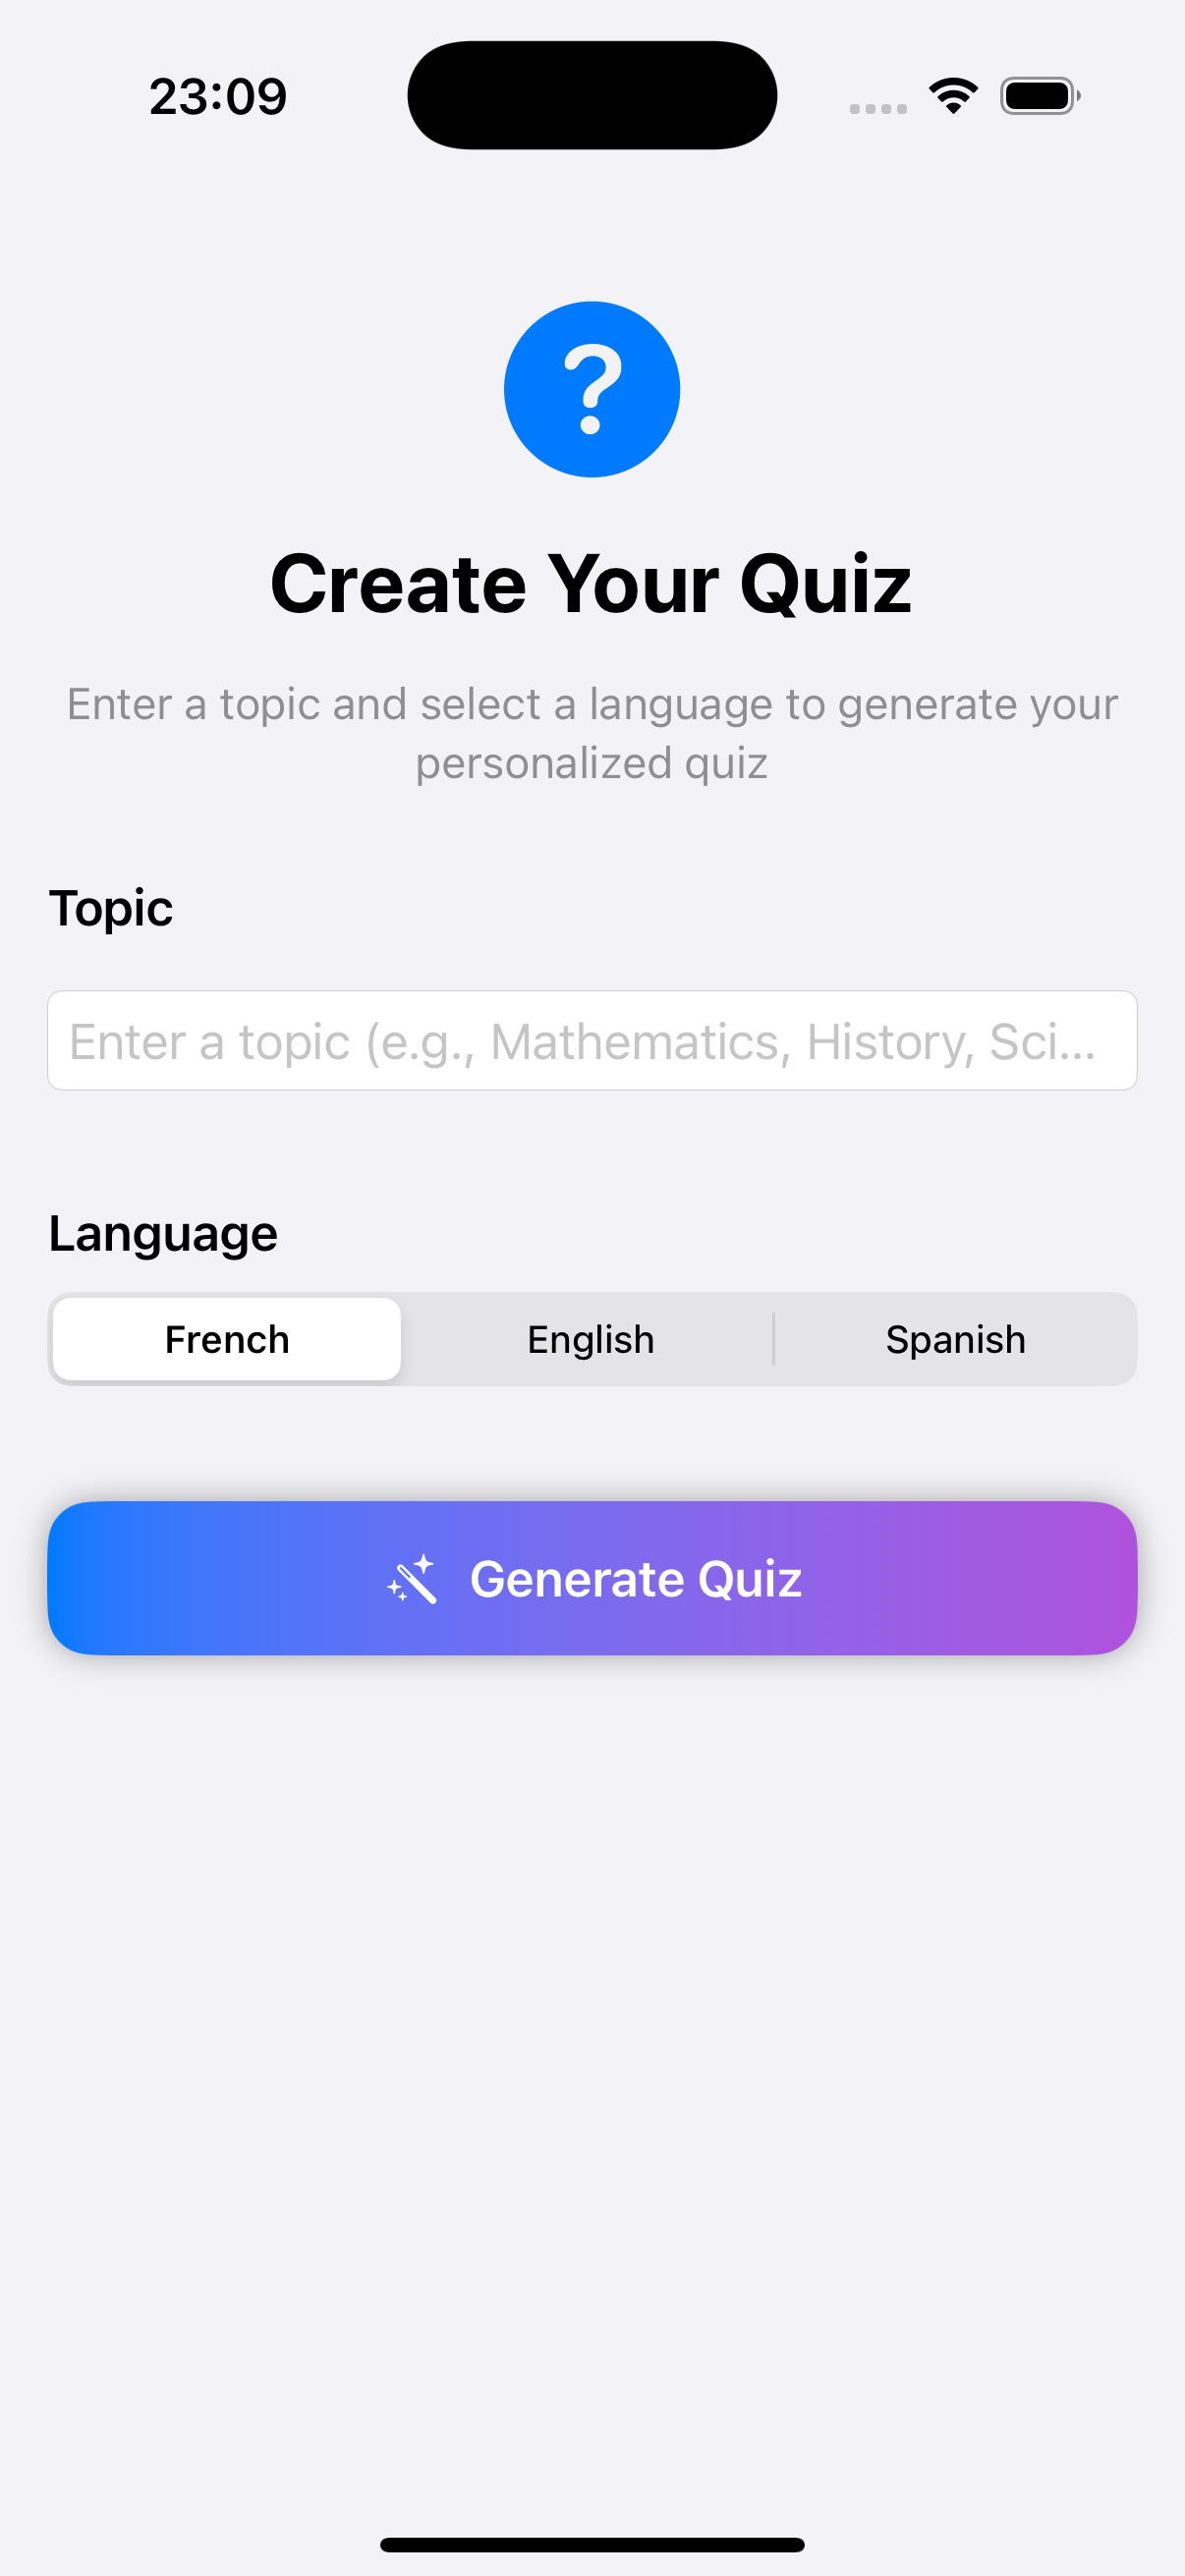 23:09
?
Create Your Quiz
Enter a topic and select a language to generate your
personalized quiz
Topic
Enter a topic (e.g., Mathematics, History, Sci...
Language
French English Spanish
Generate Quiz